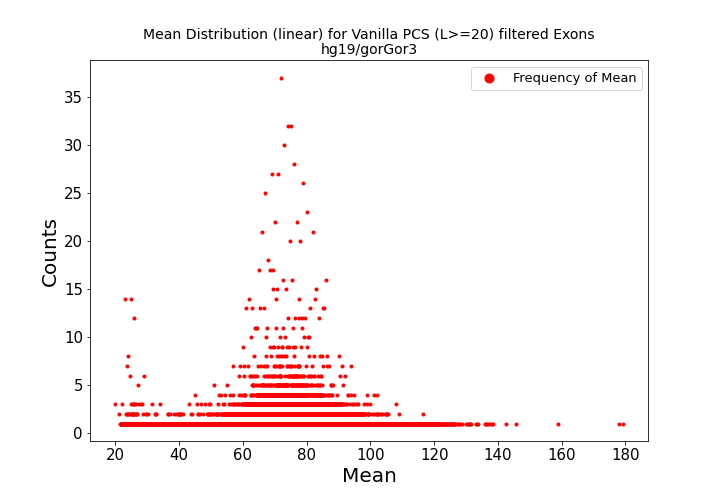 Mean Distribution (linear) for Vanilla PCS (L>=20) filtered Exons
hg19/gorGor3
Frequency of Mean
Counts
35
30
25
20
15
10
5
0
20 40 60 80 100 120 140 160 180
Mean